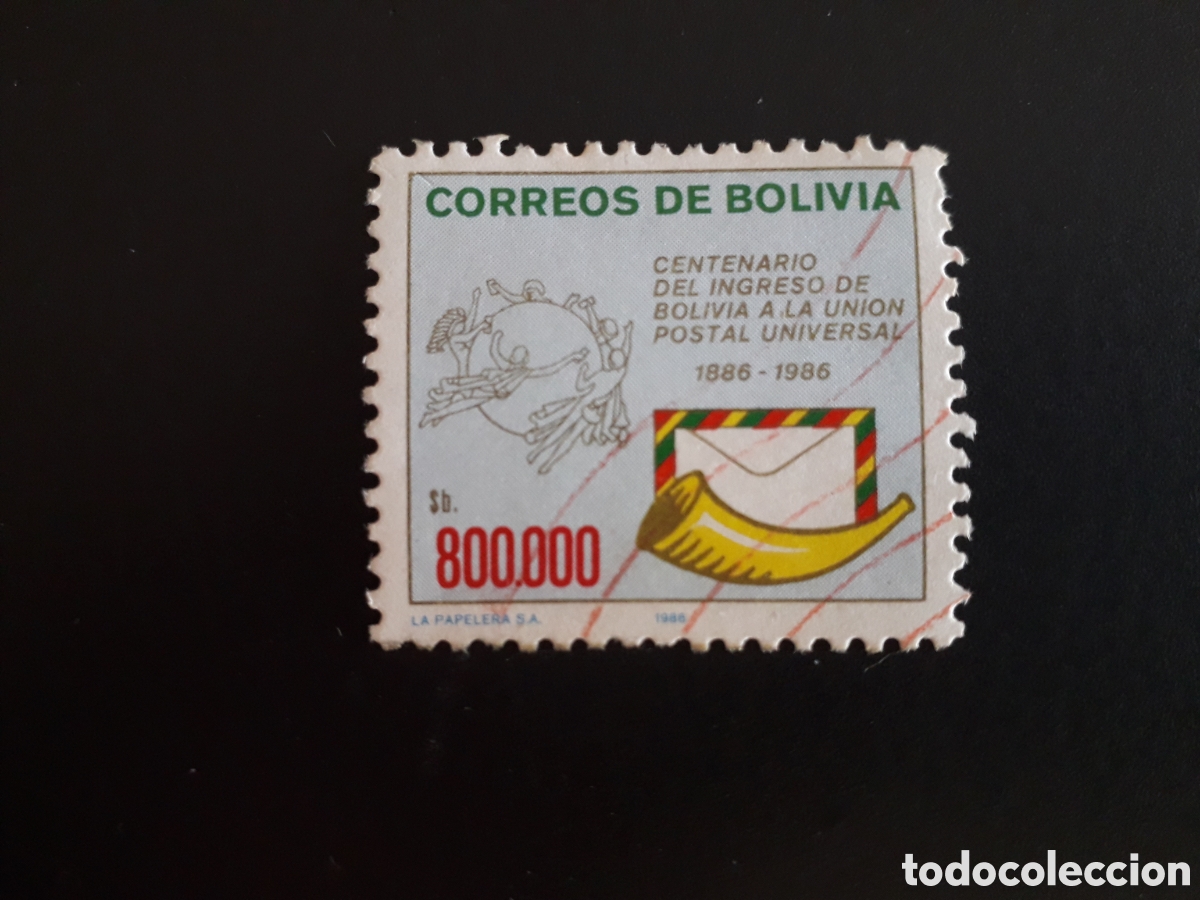 CORREOS DE BOLIVIA
CENTENARIO
DEL INGRESO DE
BOLIVIA A LA UNION
POSTAL UNIVERSAL
1886 - 1986
$b.
800.000
LA PAPELERA S.A.
1986
todocoleccion